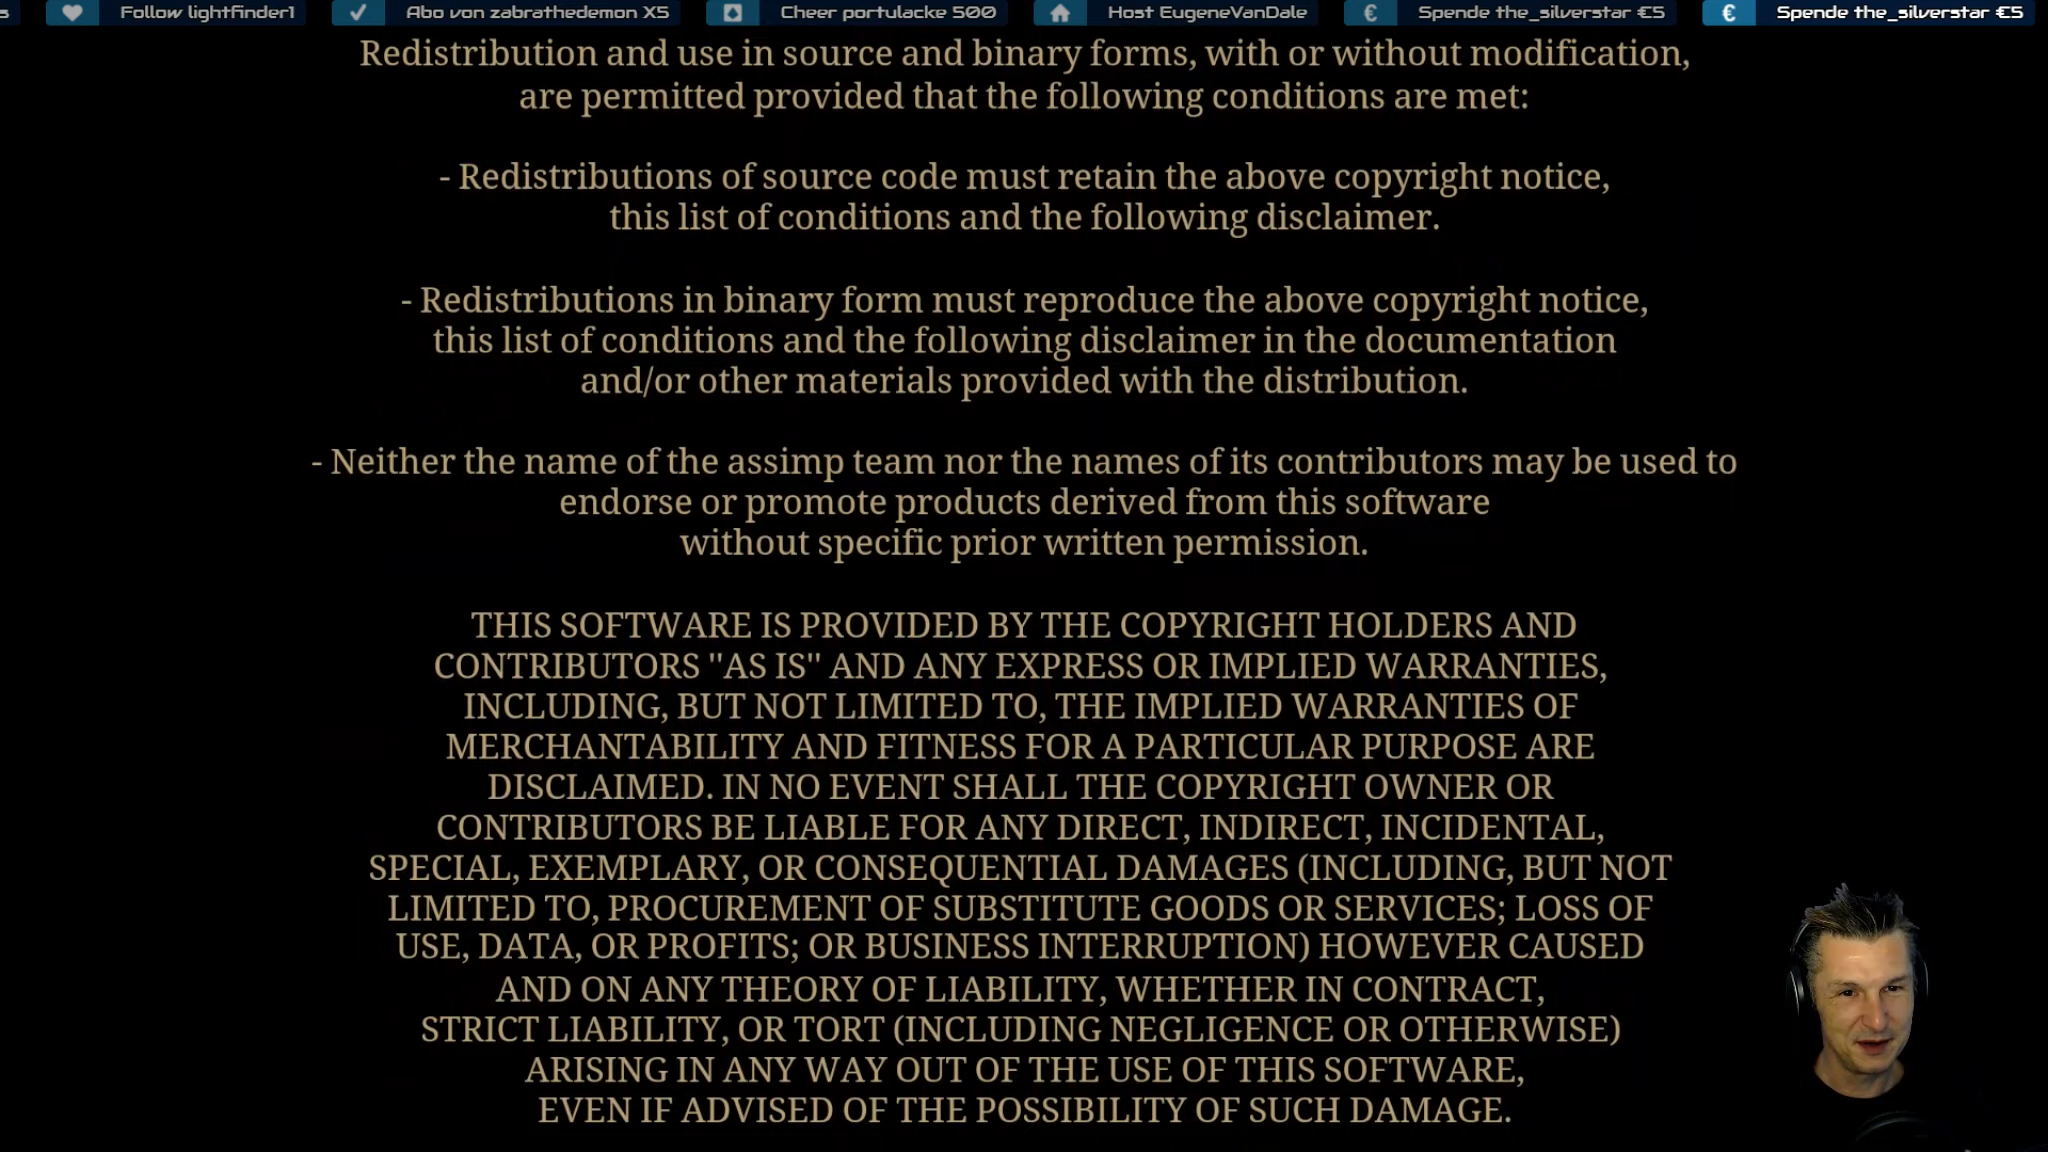 s Follow lightfinder1 Abo von zabrathedemon X5 Cheer portulacke 500 Host EugeneVanDale € Spende the_silverstar €5 € Spende the_silverstar €5
Redistribution and use in source and binary forms, with or without modification,
are permitted provided that the following conditions are met:
- Redistributions of source code must retain the above copyright notice,
this list of conditions and the following disclaimer.
- Redistributions in binary form must reproduce the above copyright notice,
this list of conditions and the following disclaimer in the documentation
and/or other materials provided with the distribution.
- Neither the name of the assimp team nor the names of its contributors may be used to
endorse or promote products derived from this software
without specific prior written permission.
THIS SOFTWARE IS PROVIDED BY THE COPYRIGHT HOLDERS AND
CONTRIBUTORS "AS IS" AND ANY EXPRESS OR IMPLIED WARRANTIES,
INCLUDING, BUT NOT LIMITED TO, THE IMPLIED WARRANTIES OF
MERCHANTABILITY AND FITNESS FOR A PARTICULAR PURPOSE ARE
DISCLAIMED. IN NO EVENT SHALL THE COPYRIGHT OWNER OR
CONTRIBUTORS BE LIABLE FOR ANY DIRECT, INDIRECT, INCIDENTAL,
SPECIAL, EXEMPLARY, OR CONSEQUENTIAL DAMAGES (INCLUDING, BUT NOT
LIMITED TO, PROCUREMENT OF SUBSTITUTE GOODS OR SERVICES; LOSS OF
USE, DATA, OR PROFITS; OR BUSINESS INTERRUPTION) HOWEVER CAUSED
AND ON ANY THEORY OF LIABILITY, WHETHER IN CONTRACT,
STRICT LIABILITY, OR TORT (INCLUDING NEGLIGENCE OR OTHERWISE)
ARISING IN ANY WAY OUT OF THE USE OF THIS SOFTWARE,
EVEN IF ADVISED OF THE POSSIBILITY OF SUCH DAMAGE.